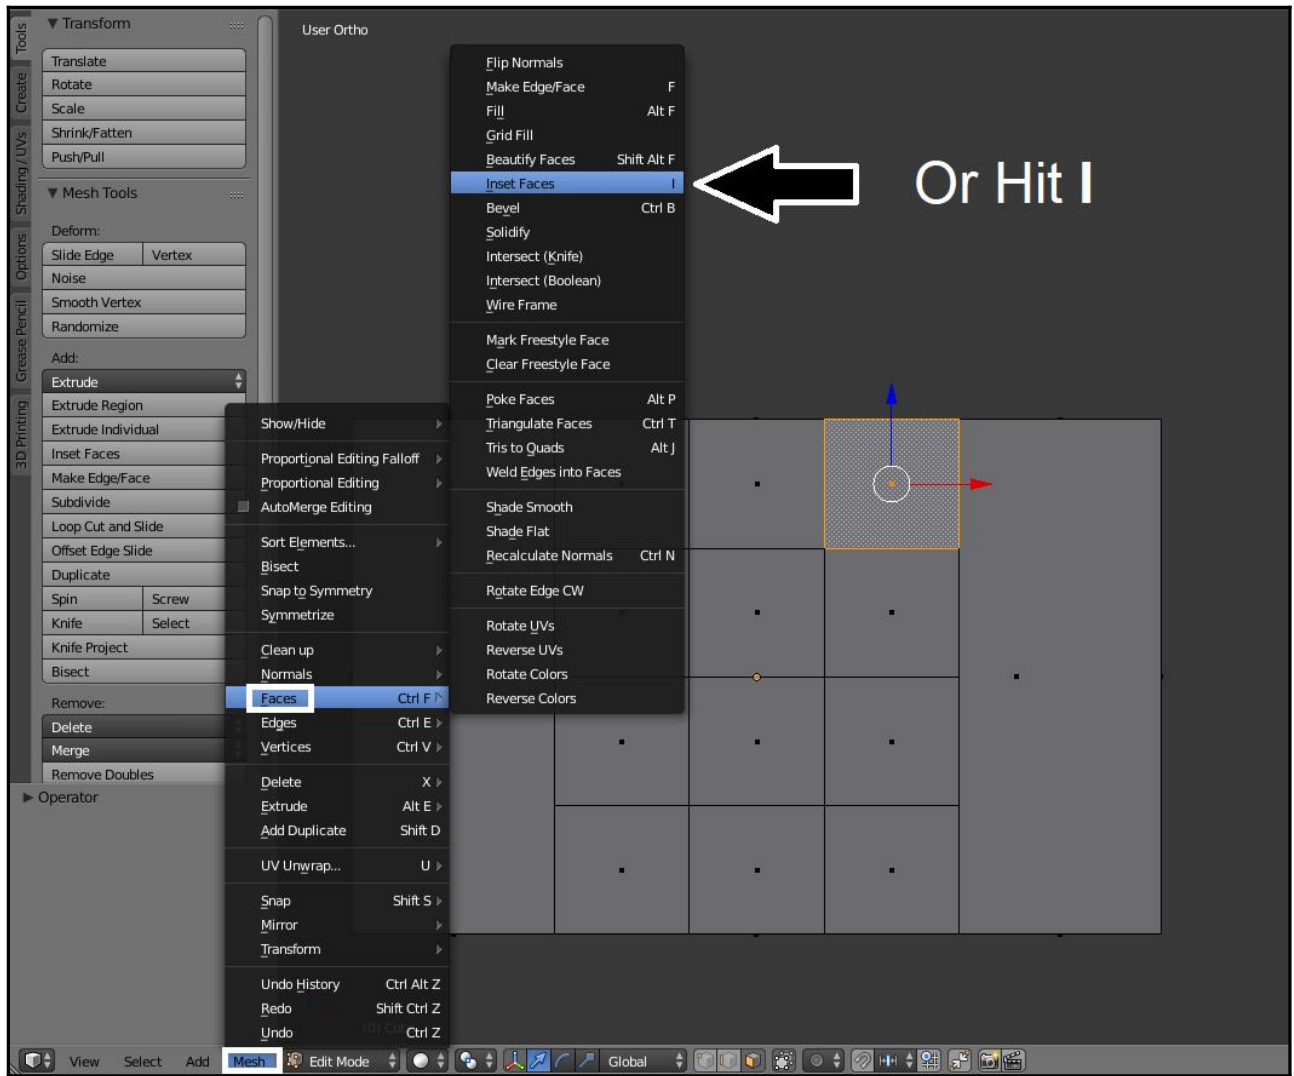 Tools
Create
Shading / UVs
Options
Grease Pencil
3D Printing
▼ Transform
Translate
Rotate
Scale
Shrink/Fatten
Push/Pull
▼ Mesh Tools
Deform:
Slide Edge Vertex
Noise
Smooth Vertex
Randomize
Add:
Extrude
Extrude Region
Extrude Individual
Inset Faces
Make Edge/Face
Subdivide
Loop Cut and Slide
Offset Edge Slide
Duplicate
Spin Screw
Knife Select
Knife Project
Bisect
Remove:
Delete
Merge
Remove Doubles
▶ Operator
User Ortho
Show/Hide
Proportional Editing Falloff
Proportional Editing
AutoMerge Editing
Sort Elements...
Bisect
Snap to Symmetry
Symmetrize
Clean up
Normals
Faces Ctrl F
Edges Ctrl E
Vertices Ctrl V
Delete X
Extrude Alt E
Add Duplicate Shift D
UV Unwrap... U
Snap Shift S
Mirror
Transform
Undo History Ctrl Alt Z
Redo Shift Ctrl Z
Undo Ctrl Z
Flip Normals
Make Edge/Face F
Fill Alt F
Grid Fill
Beautify Faces Shift Alt F
Inset Faces I
Bevel Ctrl B
Solidify
Intersect (Knife)
Intersect (Boolean)
Wire Frame
Mark Freestyle Face
Clear Freestyle Face
Poke Faces Alt P
Triangulate Faces Ctrl T
Tris to Quads Alt J
Weld Edges into Faces
Shade Smooth
Shade Flat
Recalculate Normals Ctrl N
Rotate Edge CW
Rotate UVs
Reverse UVs
Rotate Colors
Reverse Colors
Or Hit I
View Select Add Mesh Edit Mode Global